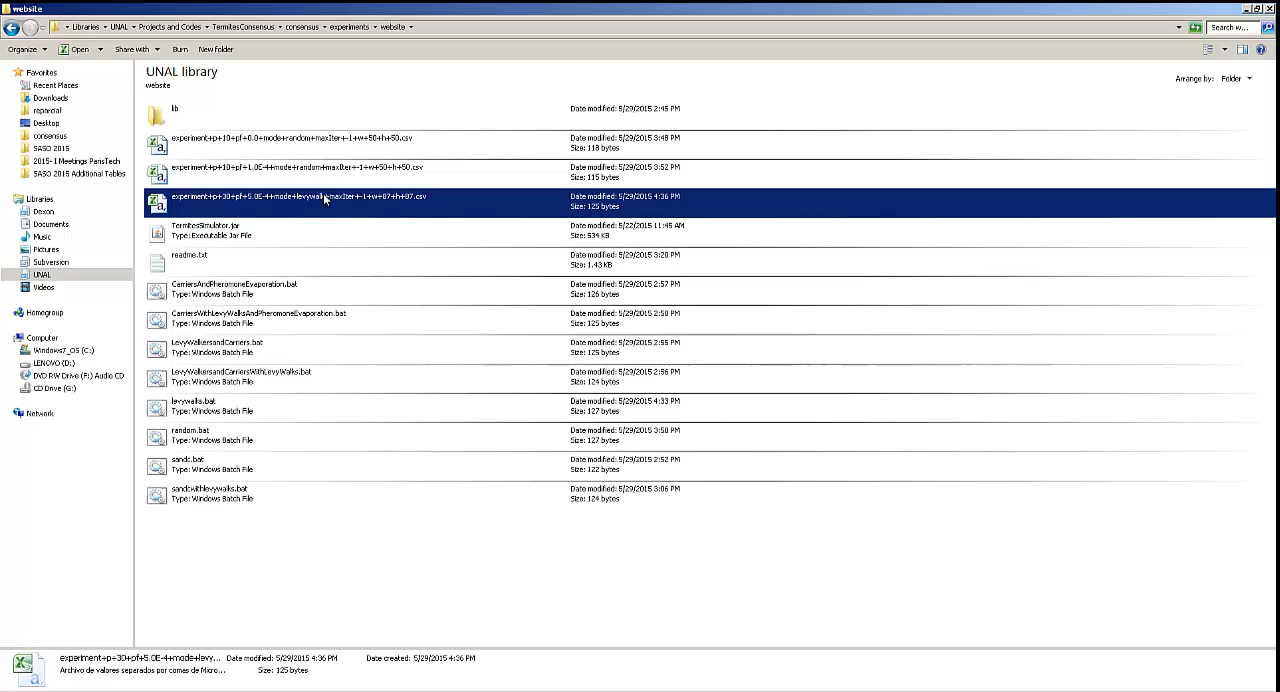 website
Libraries UNAL Projects and Codes TermitesConsensus consensus experiments website
Search w...
Organize Open Share with Burn New folder
Favorites
Recent Places
Downloads
reparcial
Desktop
consensus
SASO 2015
2015- I Meetings ParisTech
SASO 2015 Additional Tables
Libraries
Doxon
Documents
Music
Pictures
Subversion
UNAL
Videos
Homegroup
Computer
Windows7_OS (C:)
LENOVO (D:)
DVD RW Drive (F:) Audio CD
CD Drive (G:)
Network
UNAL library
website
Arrange by: Folder
lib
Date modified: 5/29/2015 2:45 PM
experiment+p+10+pf+0.0+mode+random+maxIter+-1+w+50+h+50.csv
Date modified: 5/29/2015 3:48 PM
Size: 118 bytes
experiment+p+10+pf+1.0E-4+mode+random+maxIter+-1+w+50+h+50.csv
Date modified: 5/29/2015 3:52 PM
Size: 115 bytes
experiment+p+30+pf+5.0E-4+mode+levywalk+maxIter+-1+w+87+h+87.csv
Date modified: 5/29/2015 4:36 PM
Size: 125 bytes
TermitesSimulator.jar
Type: Executable Jar File
Date modified: 5/22/2015 11:45 AM
Size: 534 KB
readme.txt
Date modified: 5/29/2015 3:20 PM
Size: 1.43 KB
CarriersAndPheromoneEvaporation.bat
Type: Windows Batch File
Date modified: 5/29/2015 2:57 PM
Size: 126 bytes
CarriersWithLevyWalksAndPheromoneEvaporation.bat
Type: Windows Batch File
Date modified: 5/29/2015 2:58 PM
Size: 125 bytes
LevyWalkersandCarriers.bat
Type: Windows Batch File
Date modified: 5/29/2015 2:55 PM
Size: 125 bytes
LevyWalkersandCarriersWithLevyWalks.bat
Type: Windows Batch File
Date modified: 5/29/2015 2:56 PM
Size: 124 bytes
levywalks.bat
Type: Windows Batch File
Date modified: 5/29/2015 4:33 PM
Size: 127 bytes
random.bat
Type: Windows Batch File
Date modified: 5/29/2015 3:50 PM
Size: 127 bytes
sandc.bat
Type: Windows Batch File
Date modified: 5/29/2015 2:52 PM
Size: 122 bytes
sandcwithlevywalks.bat
Type: Windows Batch File
Date modified: 5/29/2015 3:06 PM
Size: 124 bytes
experiment+p+30+pf+5.0E-4+mode+levy... Date modified: 5/29/2015 4:36 PM Date created: 5/29/2015 4:36 PM
Archivo de valores separados por comas de Micro... Size: 125 bytes